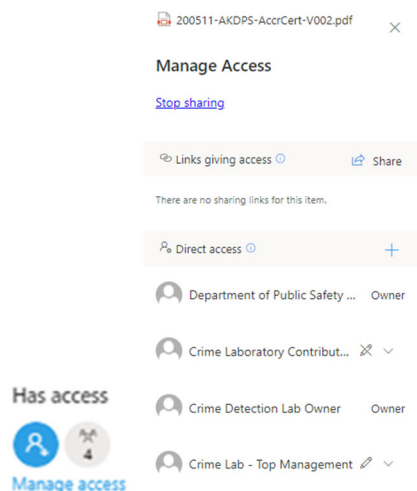 200511-AKDPS-AccrCert-V002.pdf
Manage Access
Stop sharing
Links giving access
Share
There are no sharing links for this item.
Direct access
Department of Public Safety ... Owner
Crime Laboratory Contribut...
Crime Detection Lab Owner Owner
Crime Lab - Top Management
Has access
4
Manage access